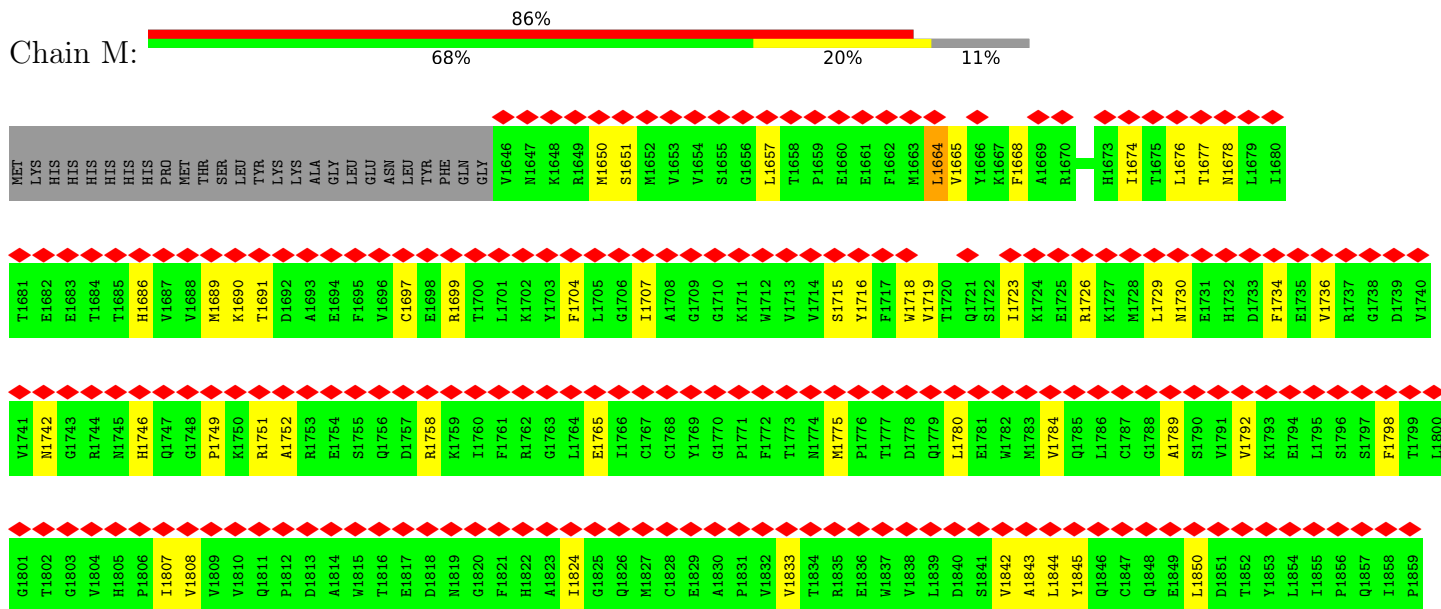 86%
Chain M:
68% 20% 11%
MET LYS HIS HIS HIS HIS HIS HIS PRO MET THR SER LEU TYR LYS LYS ALA GLY LEU GLU ASN LEU TYR PHE GLN GLY V1646 N1647 K1648 R1649 M1650 S1651 M1652 V1653 V1654 S1655 G1656 L1657 T1658 P1659 E1660 E1661 F1662 M1663 L1664 V1665 Y1666 K1667 F1668 A1669 R1670 H1673 I1674 T1675 L1676 T1677 N1678 L1679 I1680
T1681 E1682 E1683 T1684 T1685 H1686 V1687 V1688 M1689 K1690 T1691 D1692 A1693 E1694 F1695 V1696 C1697 E1698 R1699 T1700 L1701 K1702 Y1703 F1704 L1705 G1706 I1707 A1708 G1709 G1710 K1711 W1712 V1713 V1714 S1715 Y1716 F1717 W1718 V1719 T1720 Q1721 S1722 I1723 K1724 E1725 R1726 K1727 M1728 L1729 N1730 E1731 H1732 D1733 F1734 E1735 V1736 R1737 G1738 D1739 V1740
V1741 N1742 G1743 R1744 N1745 H1746 Q1747 G1748 P1749 K1750 R1751 A1752 R1753 E1754 S1755 Q1756 D1757 R1758 K1759 I1760 F1761 R1762 G1763 L1764 E1765 I1766 C1767 C1768 Y1769 G1770 P1771 F1772 T1773 N1774 M1775 P1776 T1777 D1778 Q1779 L1780 E1781 W1782 M1783 V1784 Q1785 L1786 C1787 G1788 A1789 S1790 V1791 V1792 K1793 E1794 L1795 S1796 S1797 F1798 T1799 L1800
G1801 T1802 G1803 V1804 H1805 P1806 I1807 V1808 V1809 V1810 Q1811 P1812 D1813 A1814 W1815 T1816 E1817 D1818 N1819 G1820 F1821 H1822 A1823 I1824 G1825 Q1826 M1827 C1828 E1829 A1830 P1831 V1832 V1833 T1834 R1835 E1836 W1837 V1838 L1839 D1840 S1841 V1842 A1843 L1844 Y1845 Q1846 C1847 Q1848 E1849 L1850 D1851 T1852 Y1853 L1854 I1855 P1856 Q1857 I1858 P1859